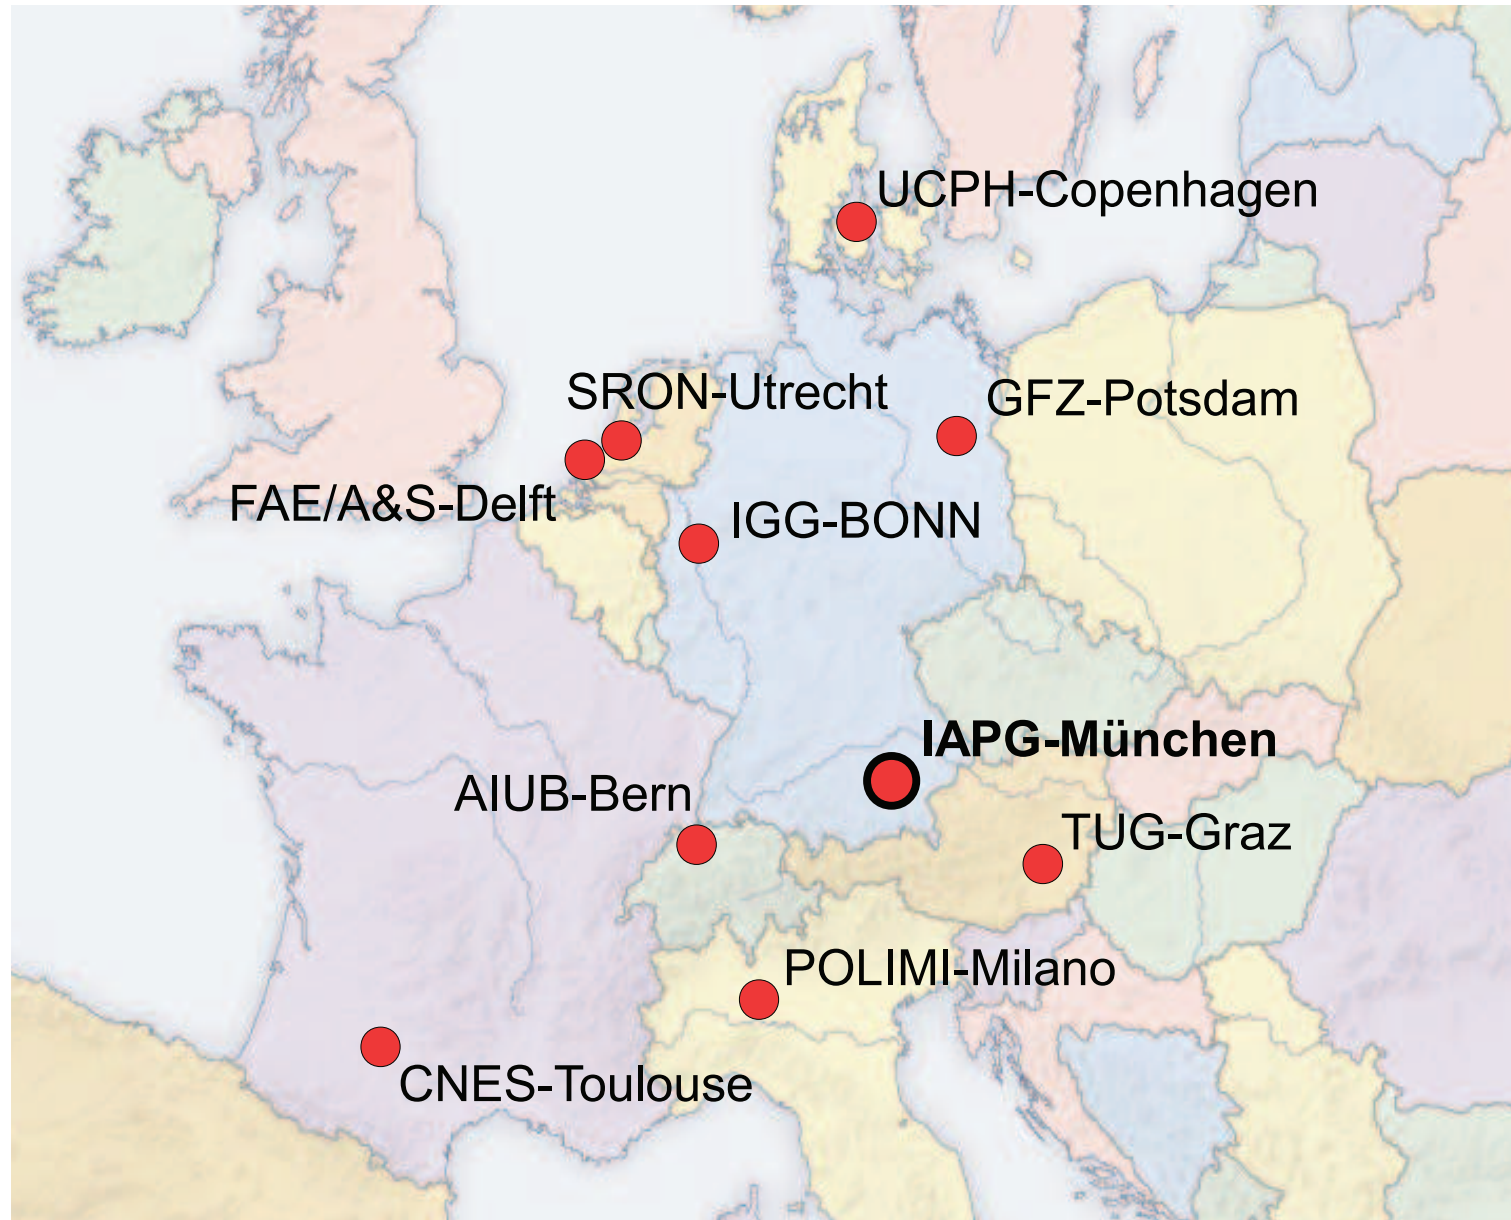 UCPH-Copenhagen
SRON-Utrecht
GFZ-Potsdam
FAE/A&S-Delft
IGG-BONN
IAPG-München
AIUB-Bern
TUG-Graz
POLIMI-Milano
CNES-Toulouse